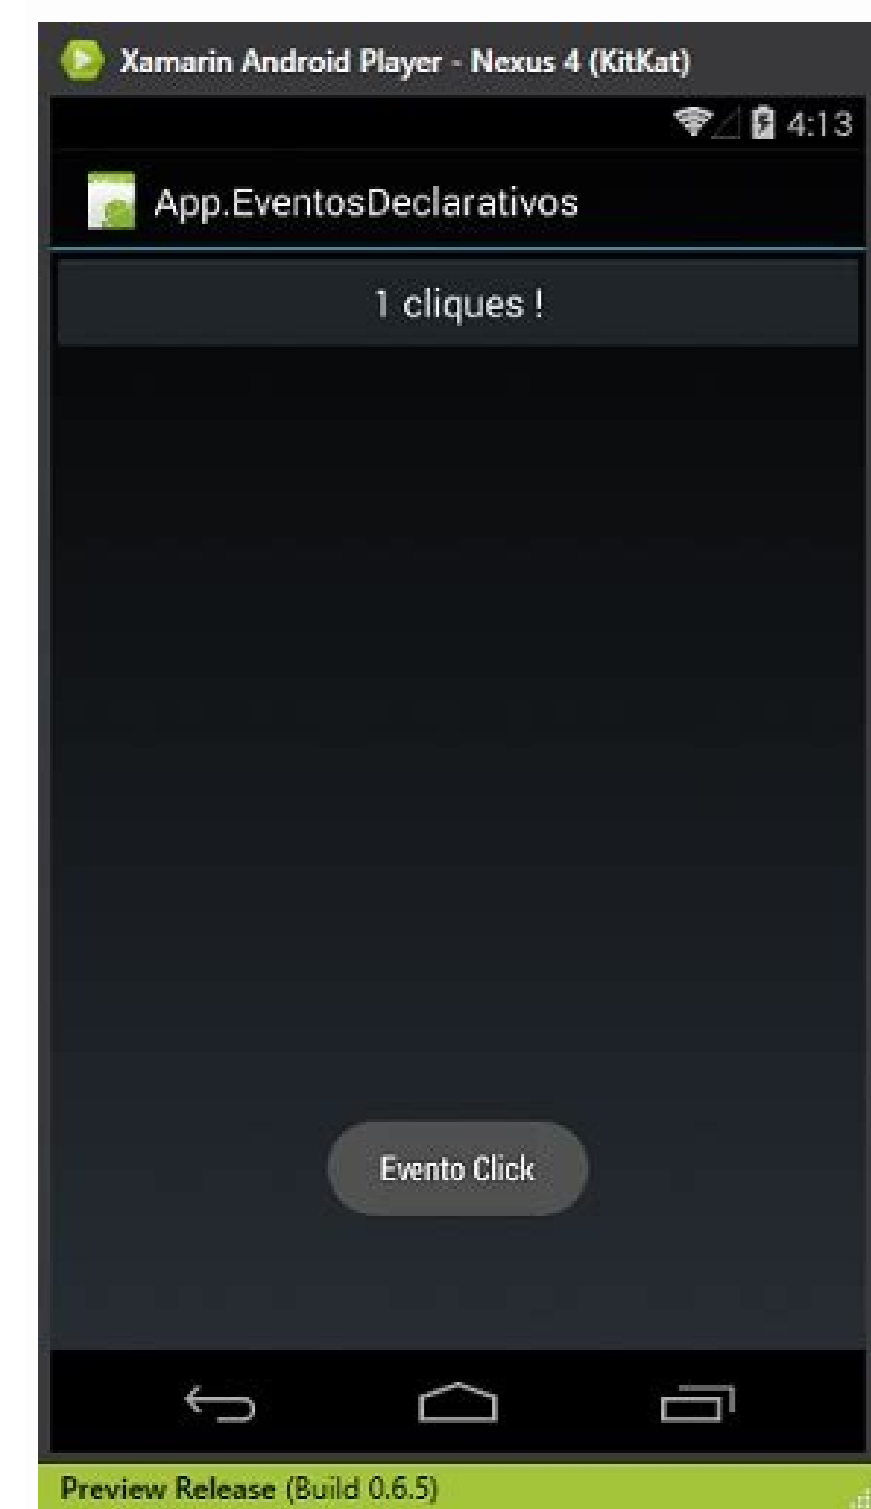 Xamarin Android Player - Nexus 4 (KitKat)
4:13
App.EventosDeclarativos
1 cliques !
Evento Click
Preview Release (Build 0.6.5)